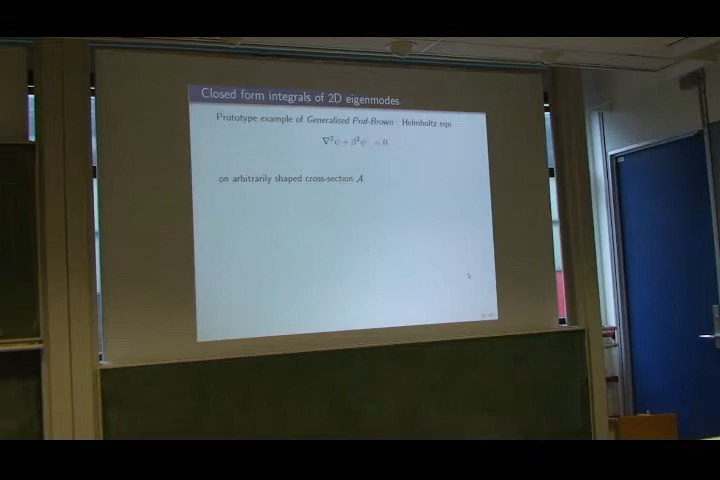 Closed form integrals of 2D eigenmodes
Prototype example of Generalised Prid-Brown : Helmholtz eqn
∇²ψ + β²ψ = 0
on arbitrarily shaped cross-section 𝒜